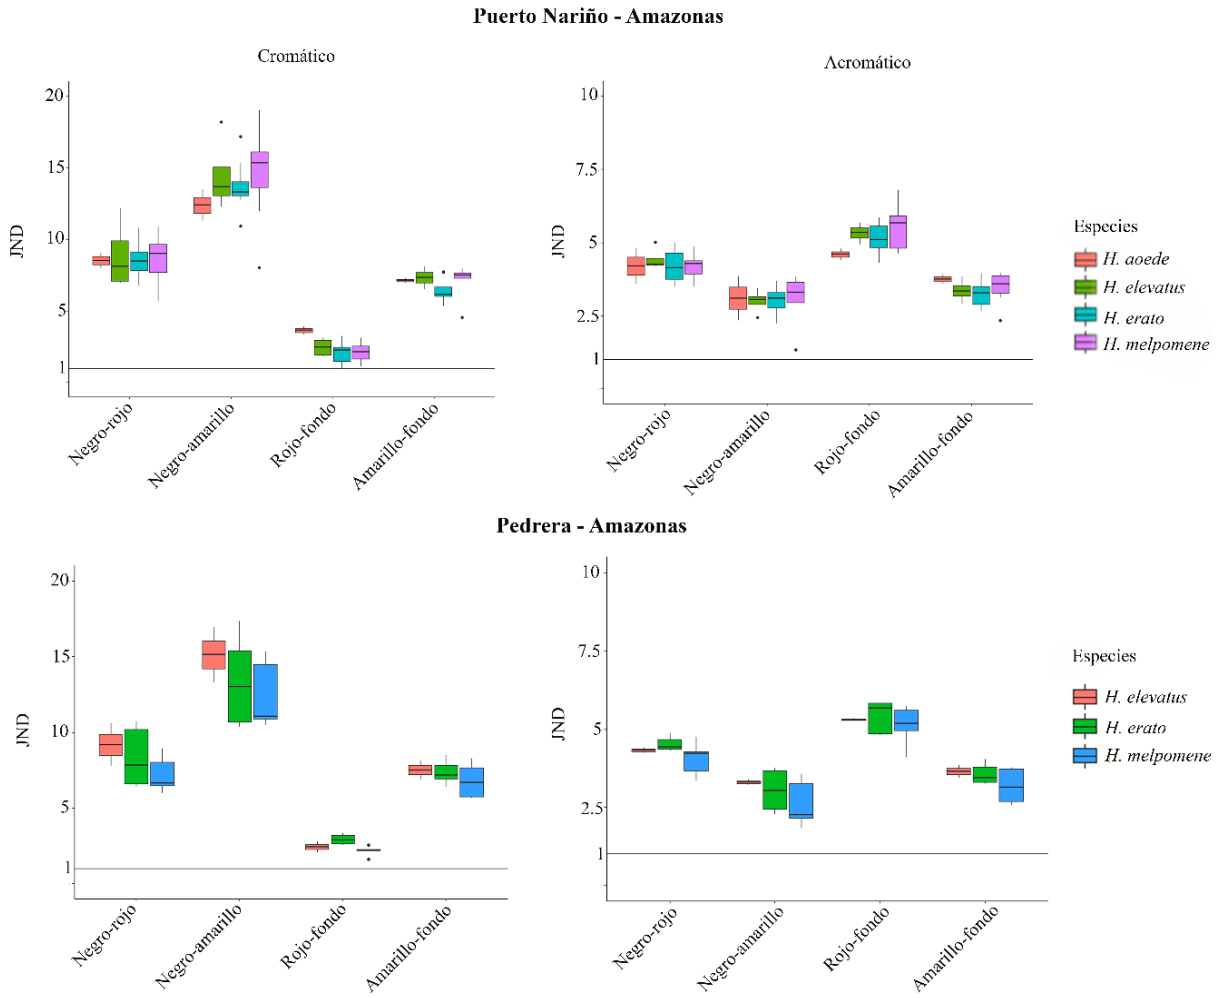 Puerto Nariño - Amazonas
Cromático
Acromático
JND
20
15
10
5
1
Negro-rojo
Negro-amarillo
Rojo-fondo
Amarillo-fondo
JND
10
7.5
5
2.5
1
Negro-rojo
Negro-amarillo
Rojo-fondo
Amarillo-fondo
Especies
H. aoede
H. elevatus
H. erato
H. melpomene
Pedrera - Amazonas
JND
20
15
10
5
1
Negro-rojo
Negro-amarillo
Rojo-fondo
Amarillo-fondo
JND
10
7.5
5
2.5
1
Negro-rojo
Negro-amarillo
Rojo-fondo
Amarillo-fondo
Especies
H. elevatus
H. erato
H. melpomene